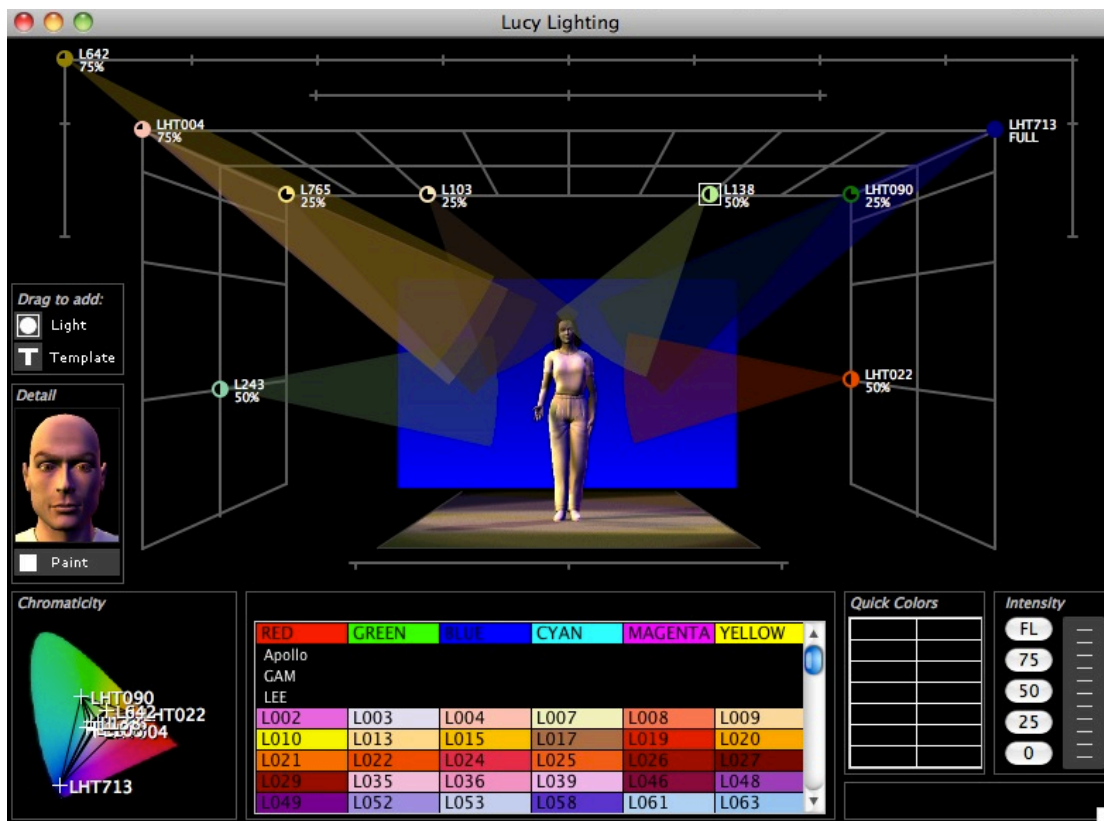 Lucy Lighting
L642
75%
LHT004
75%
LHT713
FULL
L765
25%
L103
25%
L138
50%
LHT090
25%
Drag to add:
Light
T Template
LHT022
50%
L243
50%
Detail
Paint
Chromaticity
Quick Colors
Intensity
RED GREEN BLUE CYAN MAGENTA YELLOW
Apollo
GAM
LEE
L002 L003 L004 L007 L008 L009
L010 L013 L015 L017 L019 L020
L021 L022 L024 L025 L026 L027
L029 L035 L036 L039 L046 L048
L049 L052 L053 L058 L061 L063
FL
75
50
25
0
LHT090
L642
LHT022
LHT713